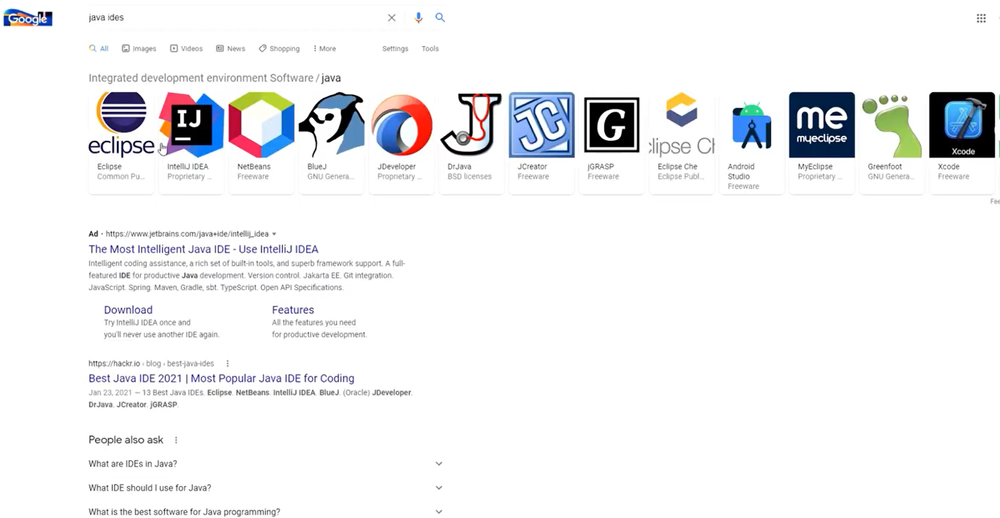 Google
java ides
All Images Videos News Shopping More Settings Tools
Integrated development environment Software / java
eclipse
IJ
J
JC
G
me
myeclipse
Xcode
Eclipse
Common Pu...
IntelliJ IDEA
Proprietary ...
NetBeans
Freeware
BlueJ
GNU Genera...
JDeveloper
Proprietary ...
DrJava
BSD licenses
JCreator
Freeware
jGRASP
Freeware
Eclipse Che
Eclipse Publ...
Android
Studio
Freeware
MyEclipse
Proprietary ...
Greenfoot
GNU Genera...
Xcode
Freeware
Ad · https://www.jetbrains.com/java+ide/intellij_idea
The Most Intelligent Java IDE - Use IntelliJ IDEA
Intelligent coding assistance, a rich set of built-in tools, and superb framework support. A full-
featured IDE for productive Java development. Version control. Jakarta EE. Git integration.
JavaScript. Spring. Maven, Gradle, sbt. TypeScript. Open API Specifications.
Download
Try IntelliJ IDEA once and
you'll never use another IDE again.
Features
All the features you need
for productive development.
https://hackr.io › blog › best-java-ides
Best Java IDE 2021 | Most Popular Java IDE for Coding
Jan 23, 2021 — 13 Best Java IDEs. Eclipse. NetBeans. IntelliJ IDEA. BlueJ. (Oracle) JDeveloper.
DrJava. JCreator. jGRASP.
People also ask
What are IDEs in Java?
What IDE should I use for Java?
What is the best software for Java programming?